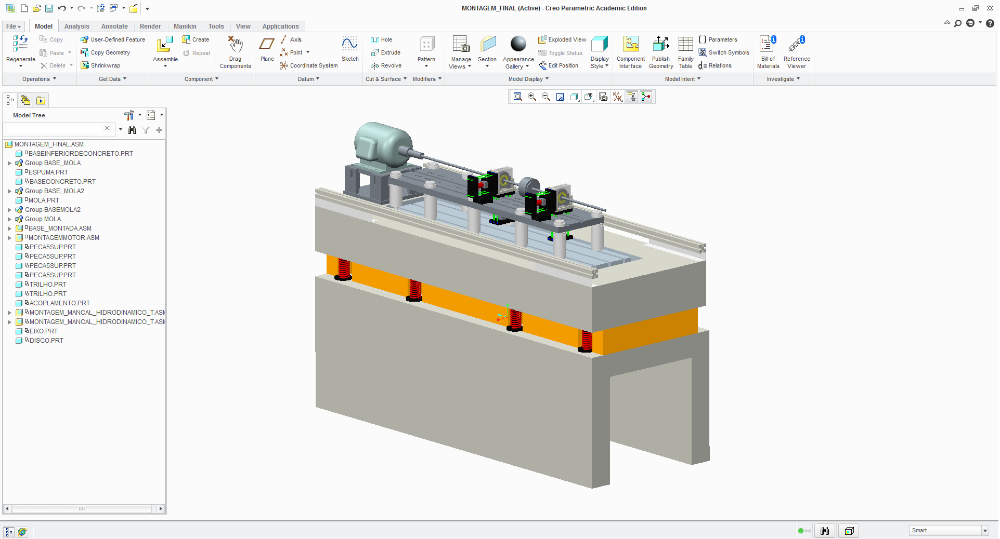 MONTAGEM_FINAL (Active) - Creo Parametric Academic Edition
File Model Analysis Annotate Render Manikin Tools View Applications
Regenerate
Copy
Paste
Delete
Operations
User-Defined Feature
Copy Geometry
Shrinkwrap
Get Data
Assemble
Create
Repeat
Drag
Components
Component
Plane
Axis
Point
Coordinate System
Sketch
Datum
Hole
Extrude
Revolve
Cut & Surface
Pattern
Modifiers
Manage
Views
Section
Appearance
Gallery
Exploded View
Toggle Status
Edit Position
Display
Style
Model Display
Component
Interface
Publish
Geometry
Family
Table
Parameters
Switch Symbols
d= Relations
Model Intent
Bill of
Materials
Reference
Viewer
Investigate
Model Tree
MONTAGEM_FINAL.ASM
BASEINFERIORDECONCRETO.PRT
Group BASE_MOLA
ESPUMA.PRT
BASECONCRETO.PRT
Group BASE_MOLA2
MOLA.PRT
Group BASEMOLA2
Group MOLA
BASE_MONTADA.ASM
MONTAGEMMOTOR.ASM
PECA5SUP.PRT
PECA5SUP.PRT
PECA5SUP.PRT
PECA5SUP.PRT
TRILHO.PRT
TRILHO.PRT
ACOPLAMENTO.PRT
MONTAGEM_MANCAL_HIDRODINAMICO_T.ASM
MONTAGEM_MANCAL_HIDRODINAMICO_T.ASM
EIXO.PRT
DISCO.PRT
Smart